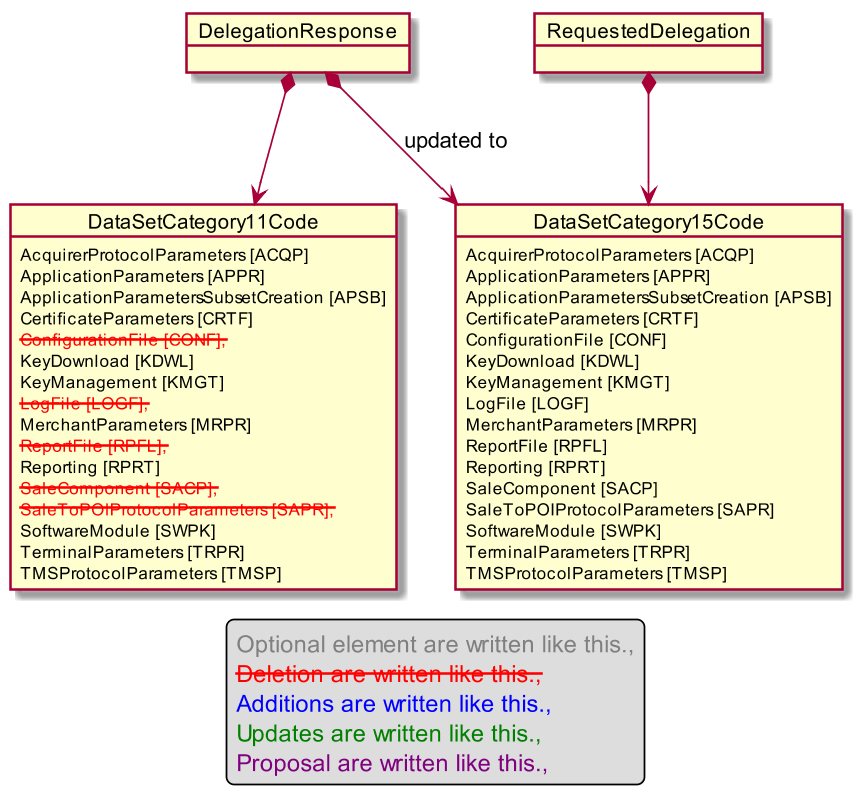 DelegationResponse
RequestedDelegation
updated to
DataSetCategory11Code
AcquirerProtocolParameters [ACQP]
ApplicationParameters [APPR]
ApplicationParametersSubsetCreation [APSB]
CertificateParameters [CRTF]
ConfigurationFile [CONF],
KeyDownload [KDWL]
KeyManagement [KMGT]
LogFile [LOGF],
MerchantParameters [MRPR]
ReportFile [RPFL],
Reporting [RPRT]
SaleComponent [SACP],
SaleToPOIProtocolParameters [SAPR],
SoftwareModule [SWPK]
TerminalParameters [TRPR]
TMSProtocolParameters [TMSP]
DataSetCategory15Code
AcquirerProtocolParameters [ACQP]
ApplicationParameters [APPR]
ApplicationParametersSubsetCreation [APSB]
CertificateParameters [CRTF]
ConfigurationFile [CONF]
KeyDownload [KDWL]
KeyManagement [KMGT]
LogFile [LOGF]
MerchantParameters [MRPR]
ReportFile [RPFL]
Reporting [RPRT]
SaleComponent [SACP]
SaleToPOIProtocolParameters [SAPR]
SoftwareModule [SWPK]
TerminalParameters [TRPR]
TMSProtocolParameters [TMSP]
Optional element are written like this.,
Deletion are written like this.,
Additions are written like this.,
Updates are written like this.,
Proposal are written like this.,